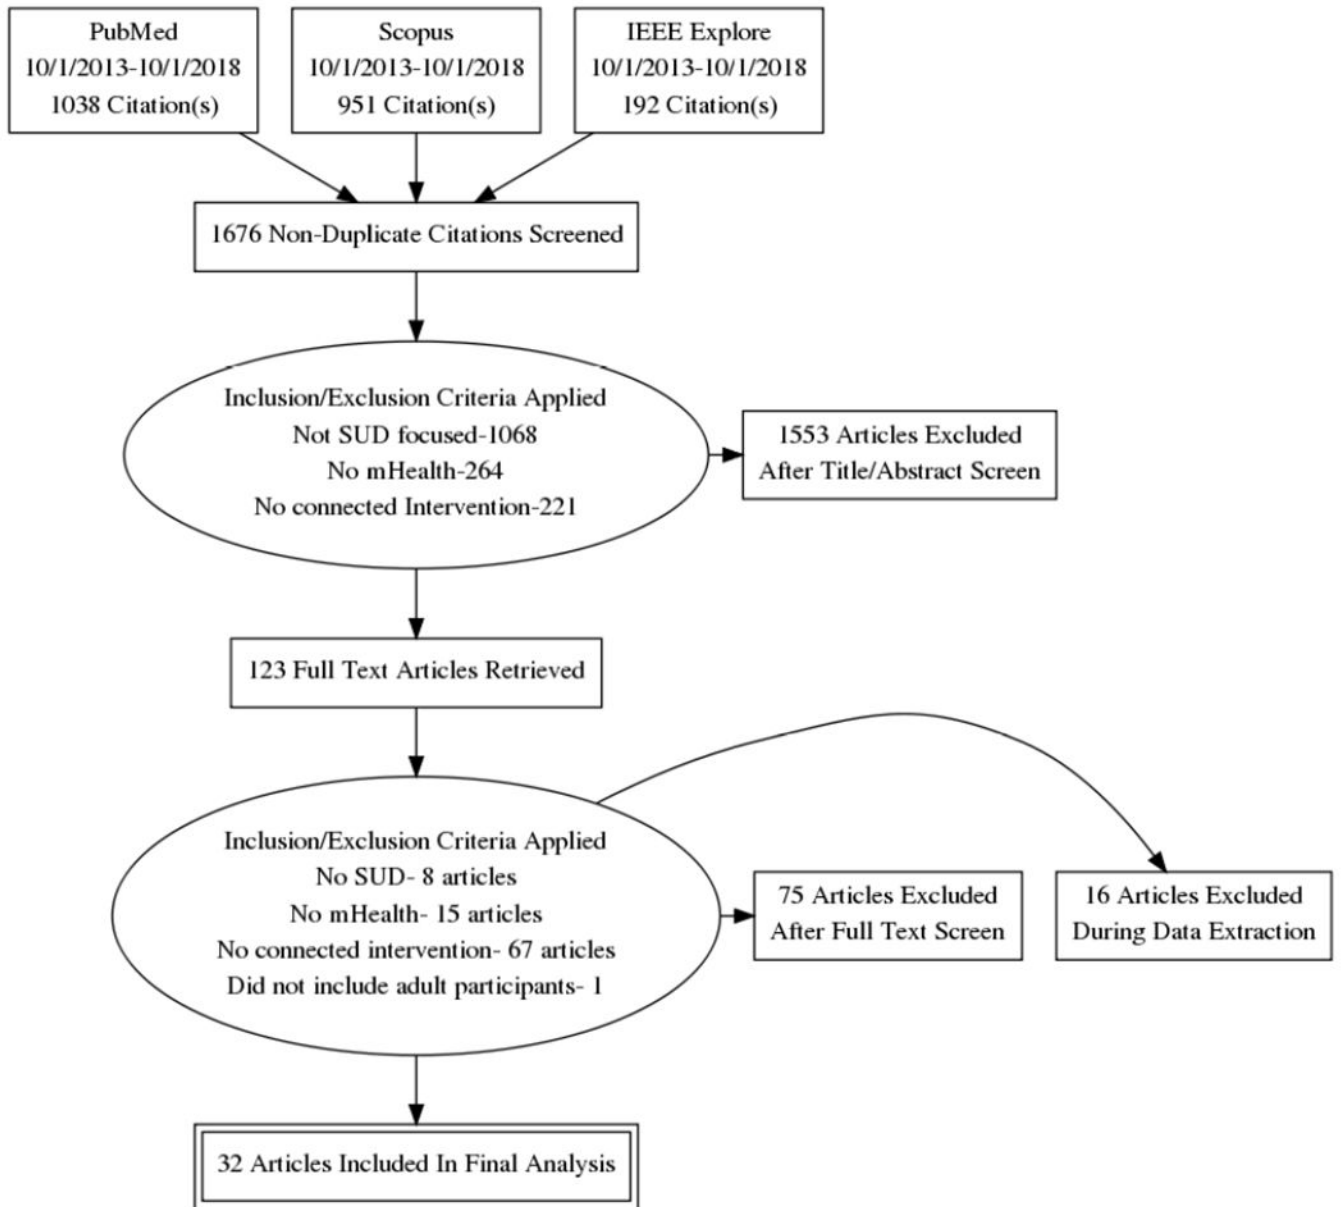 PubMed
10/1/2013-10/1/2018
1038 Citation(s)
Scopus
10/1/2013-10/1/2018
951 Citation(s)
IEEE Explore
10/1/2013-10/1/2018
192 Citation(s)
1676 Non-Duplicate Citations Screened
Inclusion/Exclusion Criteria Applied
Not SUD focused-1068
No mHealth-264
No connected Intervention-221
1553 Articles Excluded
After Title/Abstract Screen
123 Full Text Articles Retrieved
Inclusion/Exclusion Criteria Applied
No SUD- 8 articles
No mHealth- 15 articles
No connected intervention- 67 articles
Did not include adult participants- 1
75 Articles Excluded
After Full Text Screen
16 Articles Excluded
During Data Extraction
32 Articles Included In Final Analysis